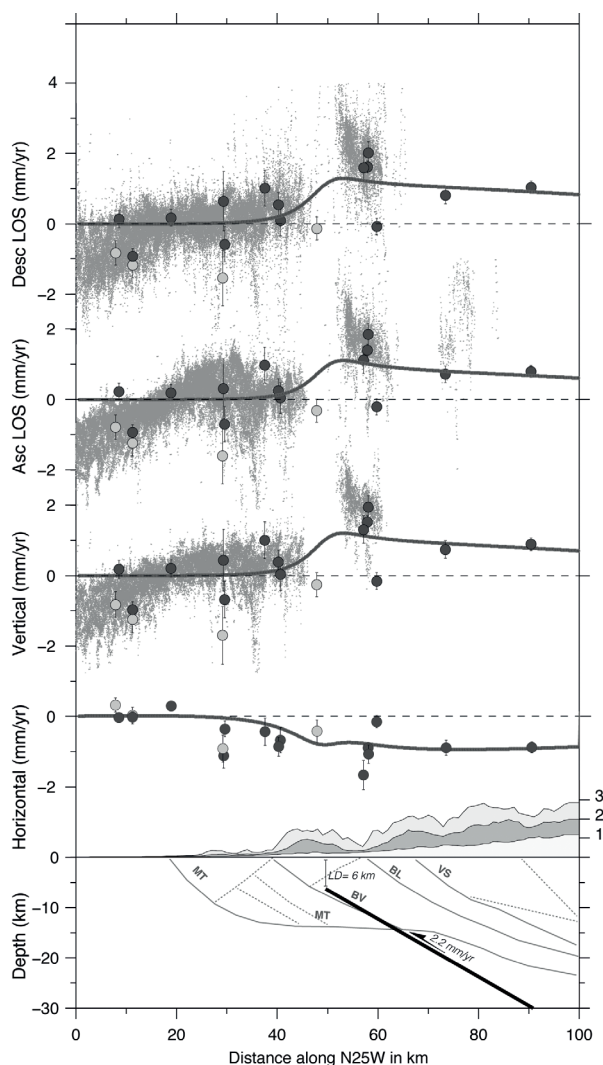 4
2
0
−2
Desc LOS (mm/yr)
2
0
−2
Asc LOS (mm/yr)
2
0
−2
Vertical (mm/yr)
0
−2
Horizontal (mm/yr)
3
2
1
0
−10
−20
−30
Depth (km)
MT
LD= 6 km
BV
BL
VS
MT
2.2 mm/yr
0 20 40 60 80 100
Distance along N25W in km